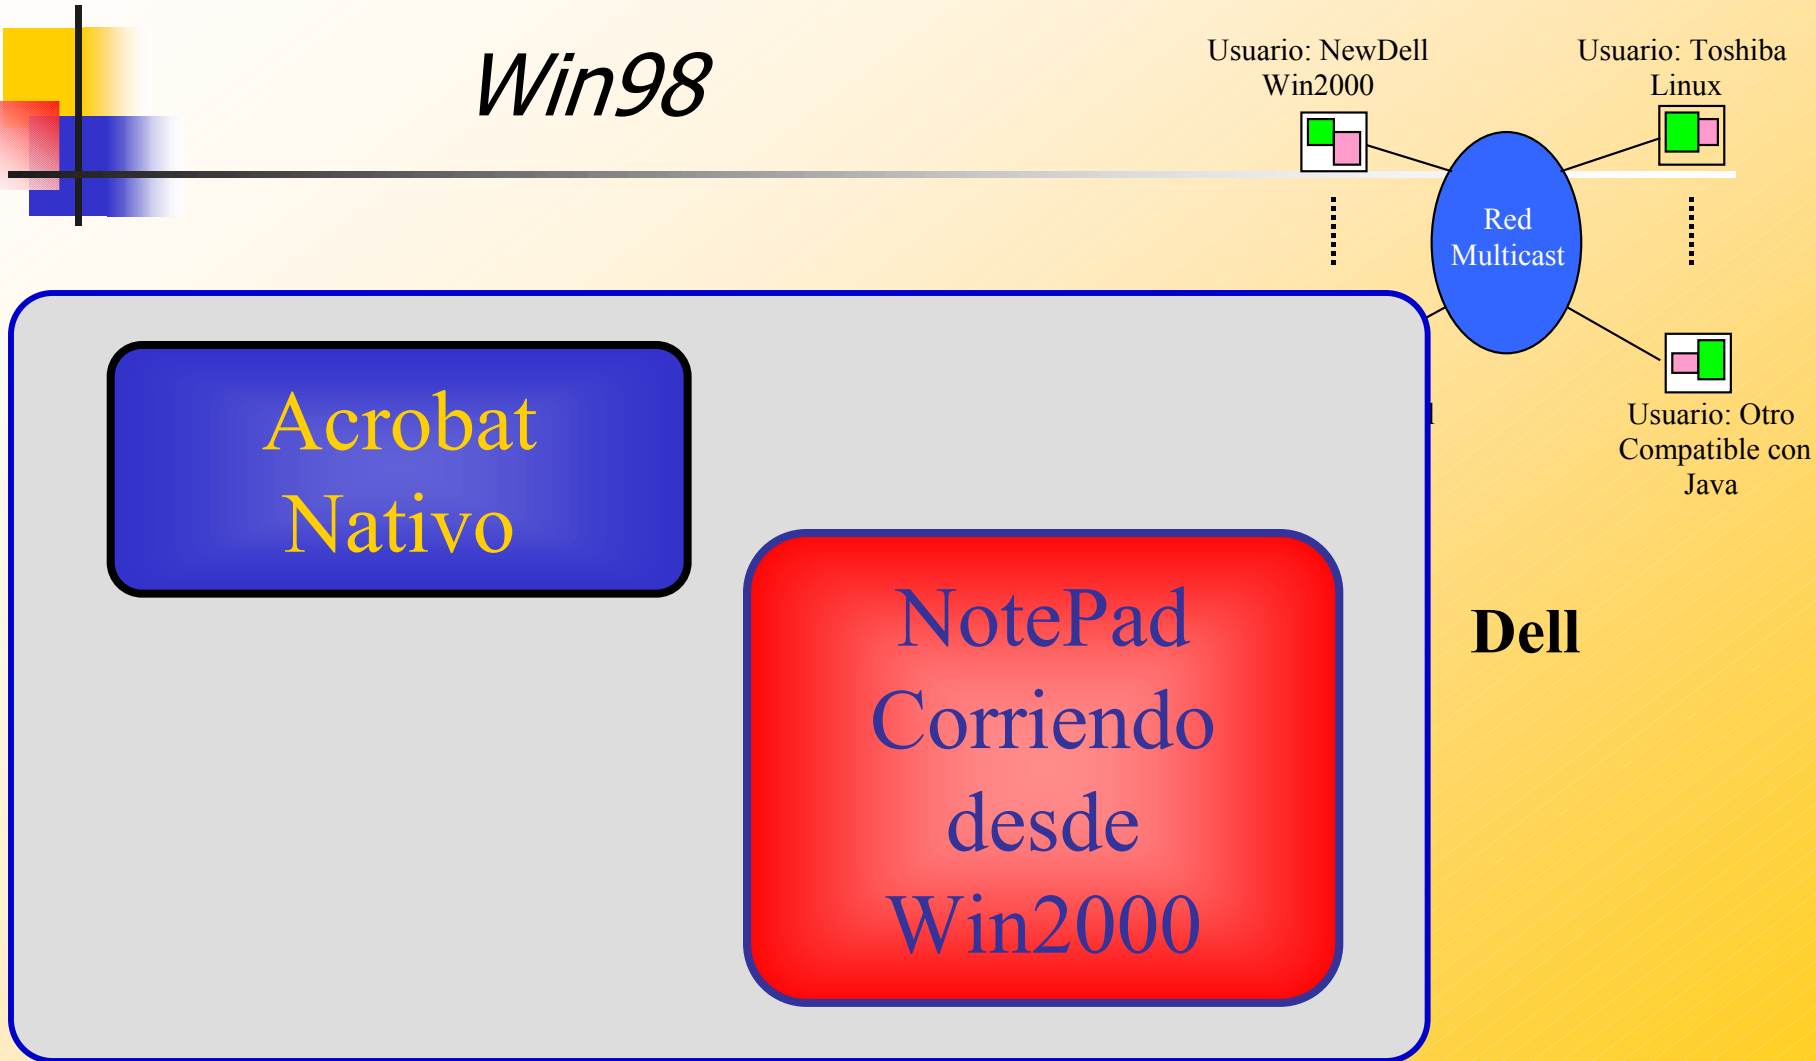 Win98
Usuario: NewDell
Win2000
Usuario: Toshiba
Linux
Red
Multicast
Usuario: Otro
Compatible con
Java
Acrobat
Nativo
NotePad
Corriendo
desde
Win2000
Dell